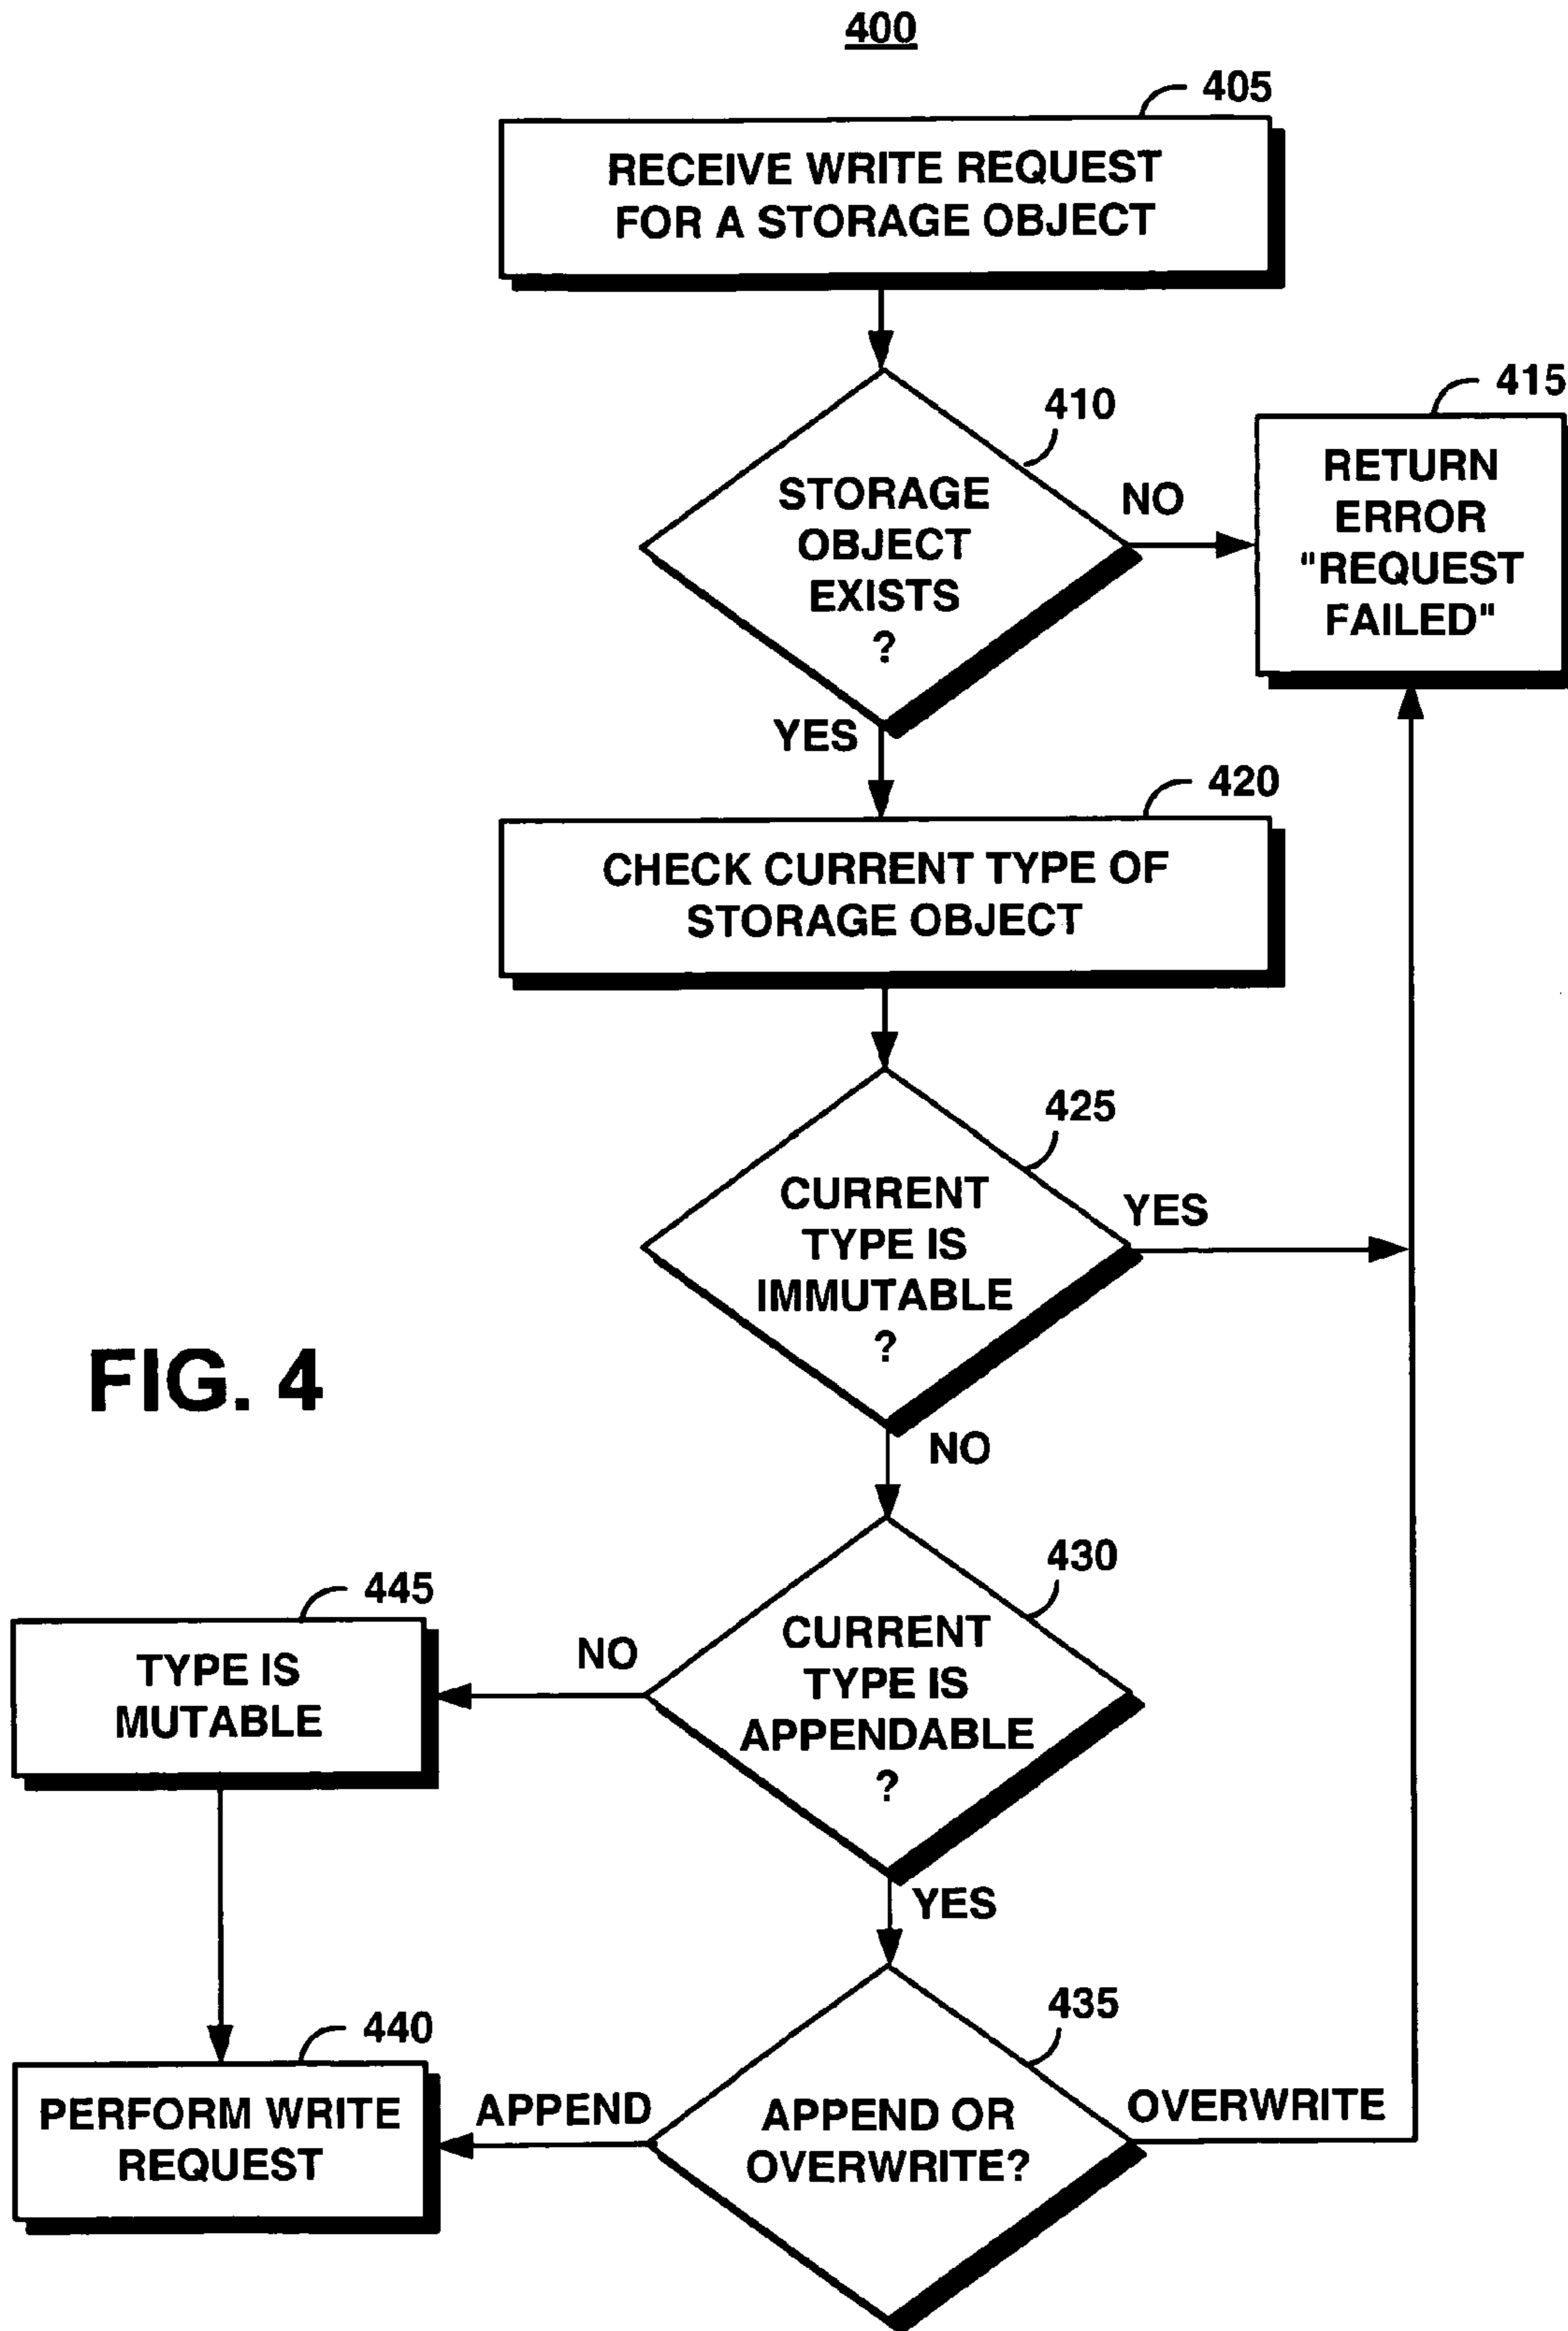 400
405
RECEIVE WRITE REQUEST
FOR A STORAGE OBJECT
410
STORAGE
OBJECT
EXISTS
?
NO
415
RETURN
ERROR
"REQUEST
FAILED"
YES
420
CHECK CURRENT TYPE OF
STORAGE OBJECT
425
CURRENT
TYPE IS
IMMUTABLE
?
YES
FIG. 4
NO
430
CURRENT
TYPE IS
APPENDABLE
?
NO
445
TYPE IS
MUTABLE
YES
435
APPEND OR
OVERWRITE?
OVERWRITE
APPEND
440
PERFORM WRITE
REQUEST